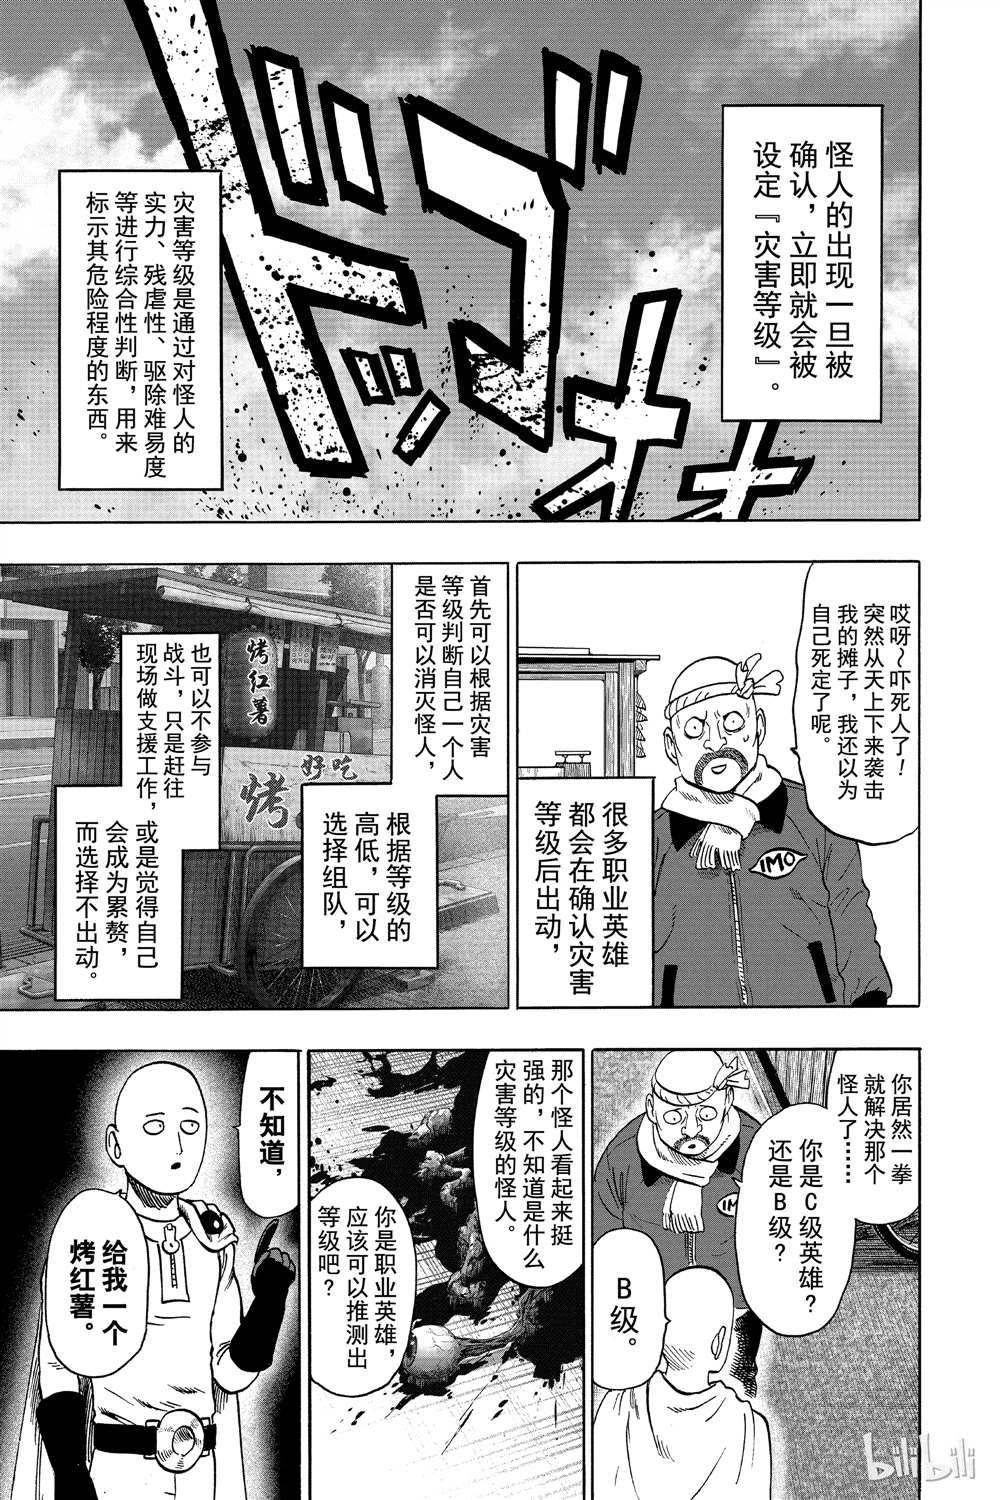 怪人的出现一旦被
确认，立即就会被
设定『灾害等级』。
灾害等级是通过对怪人的
实力、残虐性、驱除难易度
等进行综合性判断，用来
标示其危险程度的东西。
ドゴォォ
哎呀～吓死人了！
突然从天上下来袭击
我的摊子，我还以为
自己死定了呢。
IMO
很多职业英雄
都会在确认灾害
等级后出动，
首先可以根据灾害
等级判断自己一个人
是否可以消灭怪人，
根据等级的
高低，可以
选择组队，
也可以不参与
战斗，只是赶往
现场做支援工作，
或是觉得自己
会成为累赘，
而选择不出动。
烤红薯
好吃
烤
你居然一拳
就解决那个
怪人了……
你是C级英雄
还是B级？
IMO
B级。
那个怪人看起来挺
强的，不知道是什么
灾害等级的怪人。
你是职业英雄，
应该可以推测出
等级吧？
不知道，
给我一个
烤红薯。
bilibili